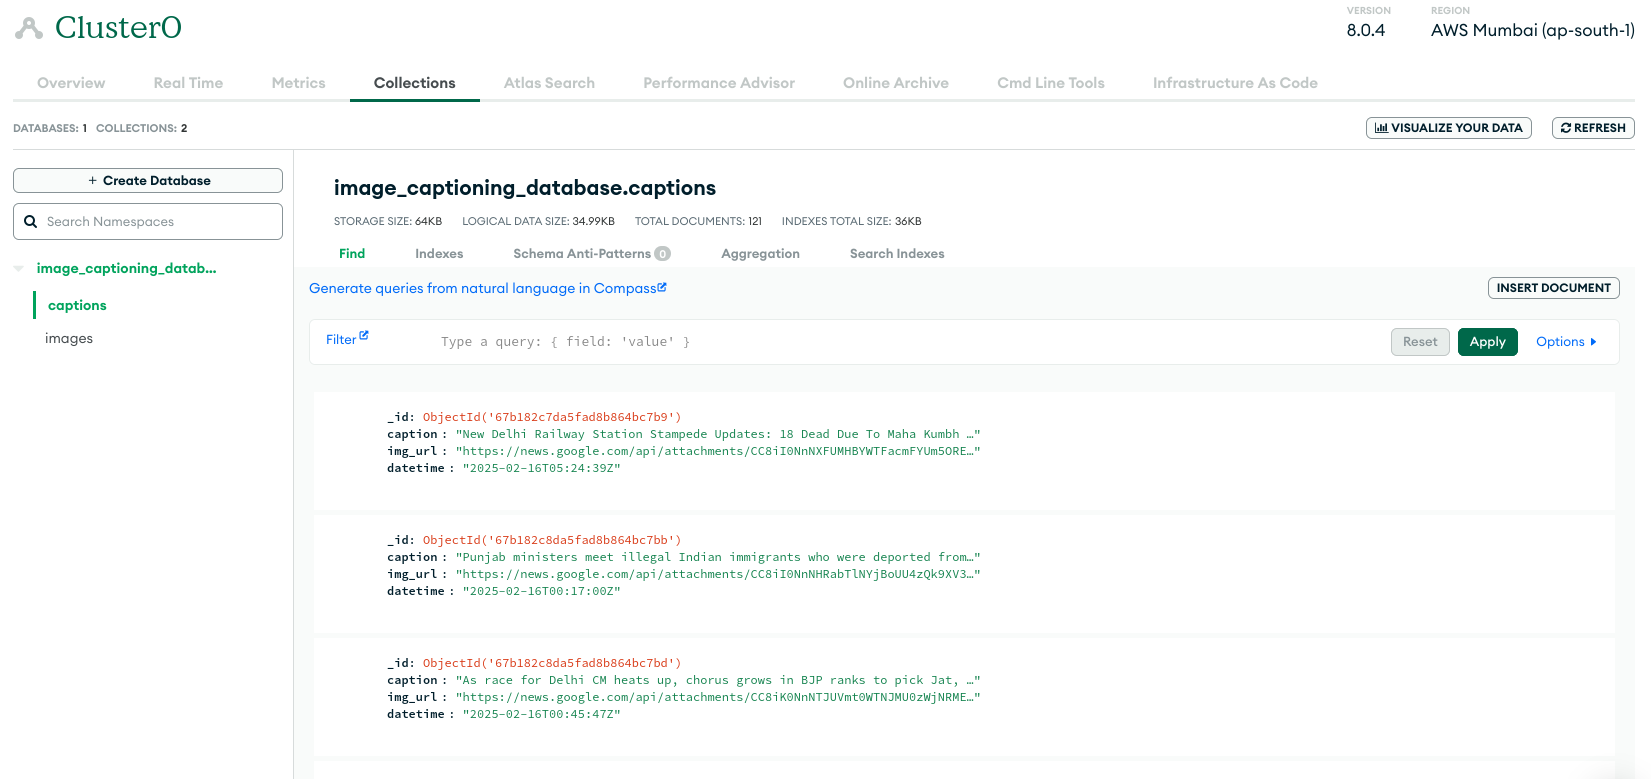 Cluster0
VERSION
8.0.4
REGION
AWS Mumbai (ap-south-1)
Overview Real Time Metrics Collections Atlas Search Performance Advisor Online Archive Cmd Line Tools Infrastructure As Code
DATABASES: 1 COLLECTIONS: 2
VISUALIZE YOUR DATA REFRESH
+ Create Database
Search Namespaces
image_captioning_datab...
captions
images
image_captioning_database.captions
STORAGE SIZE: 64KB LOGICAL DATA SIZE: 34.99KB TOTAL DOCUMENTS: 121 INDEXES TOTAL SIZE: 36KB
Find Indexes Schema Anti-Patterns 0 Aggregation Search Indexes
Generate queries from natural language in Compass
INSERT DOCUMENT
Filter Type a query: { field: 'value' } Reset Apply Options
_id: ObjectId('67b182c7da5fad8b864bc7b9')
caption: "New Delhi Railway Station Stampede Updates: 18 Dead Due To Maha Kumbh …"
img_url: "https://news.google.com/api/attachments/CC8iI0NnNXFUMHBYWTFacmFYUm5ORE…"
datetime: "2025-02-16T05:24:39Z"
_id: ObjectId('67b182c8da5fad8b864bc7bb')
caption: "Punjab ministers meet illegal Indian immigrants who were deported from…"
img_url: "https://news.google.com/api/attachments/CC8iI0NnNHRabTlNYjBoUU4zQk9XV3…"
datetime: "2025-02-16T00:17:00Z"
_id: ObjectId('67b182c8da5fad8b864bc7bd')
caption: "As race for Delhi CM heats up, chorus grows in BJP ranks to pick Jat, …"
img_url: "https://news.google.com/api/attachments/CC8iK0NnNTJUVmt0WTNJMU0zWjNRME…"
datetime: "2025-02-16T00:45:47Z"